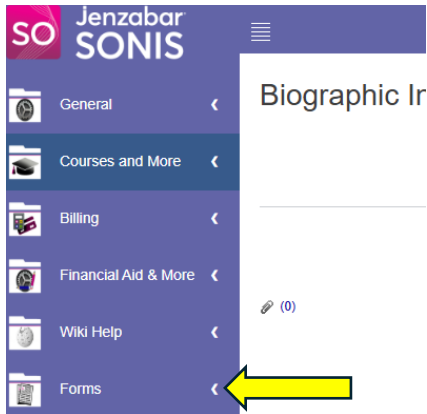 SO Jenzabar
SONIS
Biographic In
General
Courses and More
Billing
Financial Aid & More
(0)
Wiki Help
Forms